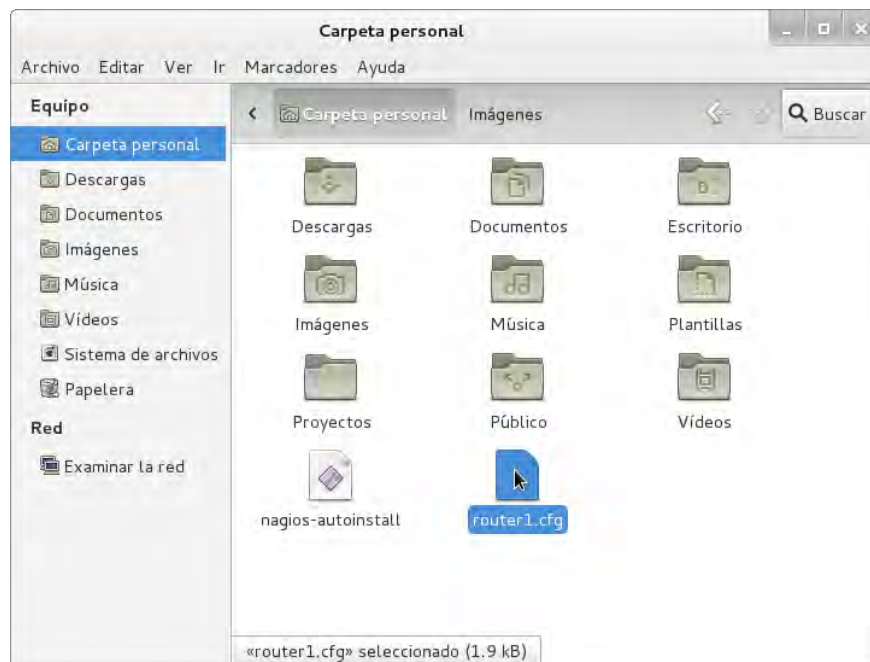 Carpeta personal
Archivo Editar Ver Ir Marcadores Ayuda
Equipo
Carpeta personal
Descargas
Documentos
Imágenes
Música
Vídeos
Sistema de archivos
Papelera
Red
Examinar la red
Carpeta personal Imágenes Buscar
Descargas Documentos Escritorio
Imágenes Música Plantillas
Proyectos Público Vídeos
nagios-autoinstall router1.cfg
«router1.cfg» seleccionado (1.9 kB)